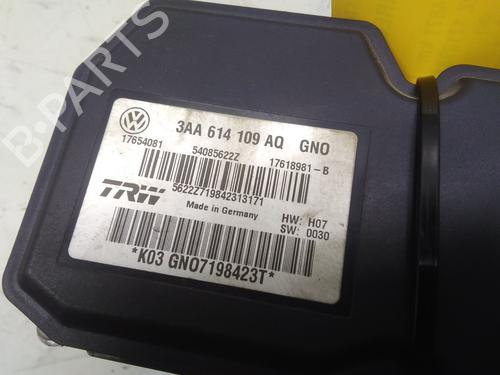 B-PARTS
3AA 614 109 AQ GNO
17654081 54085622Z 17618981-B
TRW
5622Z719842313171
Made in Germany
HW: H07
SW: 0030
*K03 GNO7198423T*